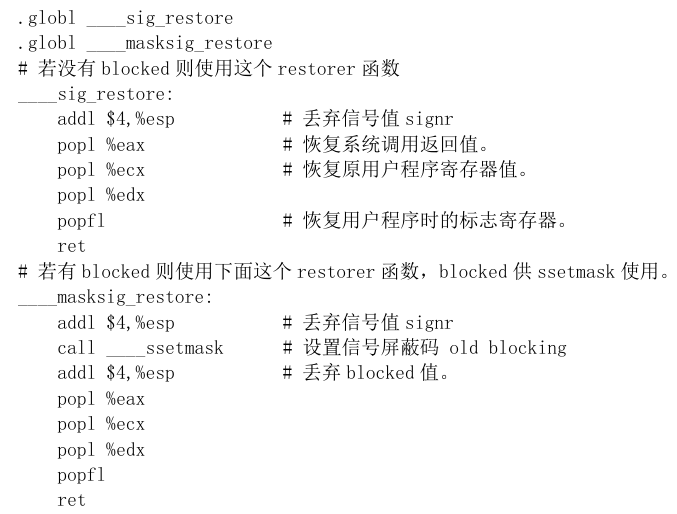 .globl ____sig_restore
.globl ____masksig_restore
# 若没有 blocked 则使用这个 restorer 函数
____sig_restore:
addl $4,%esp # 丢弃信号值 signr
popl %eax # 恢复系统调用返回值。
popl %ecx # 恢复原用户程序寄存器值。
popl %edx
popfl # 恢复用户程序时的标志寄存器。
ret
# 若有 blocked 则使用下面这个 restorer 函数，blocked 供 ssetmask 使用。
____masksig_restore:
addl $4,%esp # 丢弃信号值 signr
call ____ssetmask # 设置信号屏蔽码 old blocking
addl $4,%esp # 丢弃 blocked 值。
popl %eax
popl %ecx
popl %edx
popfl
ret